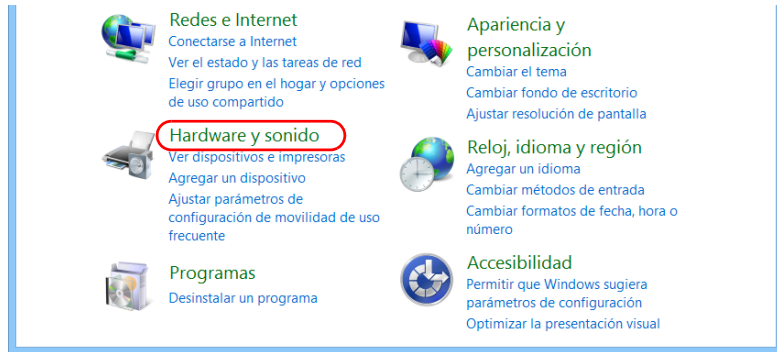 Redes e Internet
Conectarse a Internet
Ver el estado y las tareas de red
Elegir grupo en el hogar y opciones
de uso compartido
Hardware y sonido
Ver dispositivos e impresoras
Agregar un dispositivo
Ajustar parámetros de
configuración de movilidad de uso
frecuente
Programas
Desinstalar un programa
Apariencia y
personalización
Cambiar el tema
Cambiar fondo de escritorio
Ajustar resolución de pantalla
Reloj, idioma y región
Agregar un idioma
Cambiar métodos de entrada
Cambiar formatos de fecha, hora o
número
Accesibilidad
Permitir que Windows sugiera
parámetros de configuración
Optimizar la presentación visual